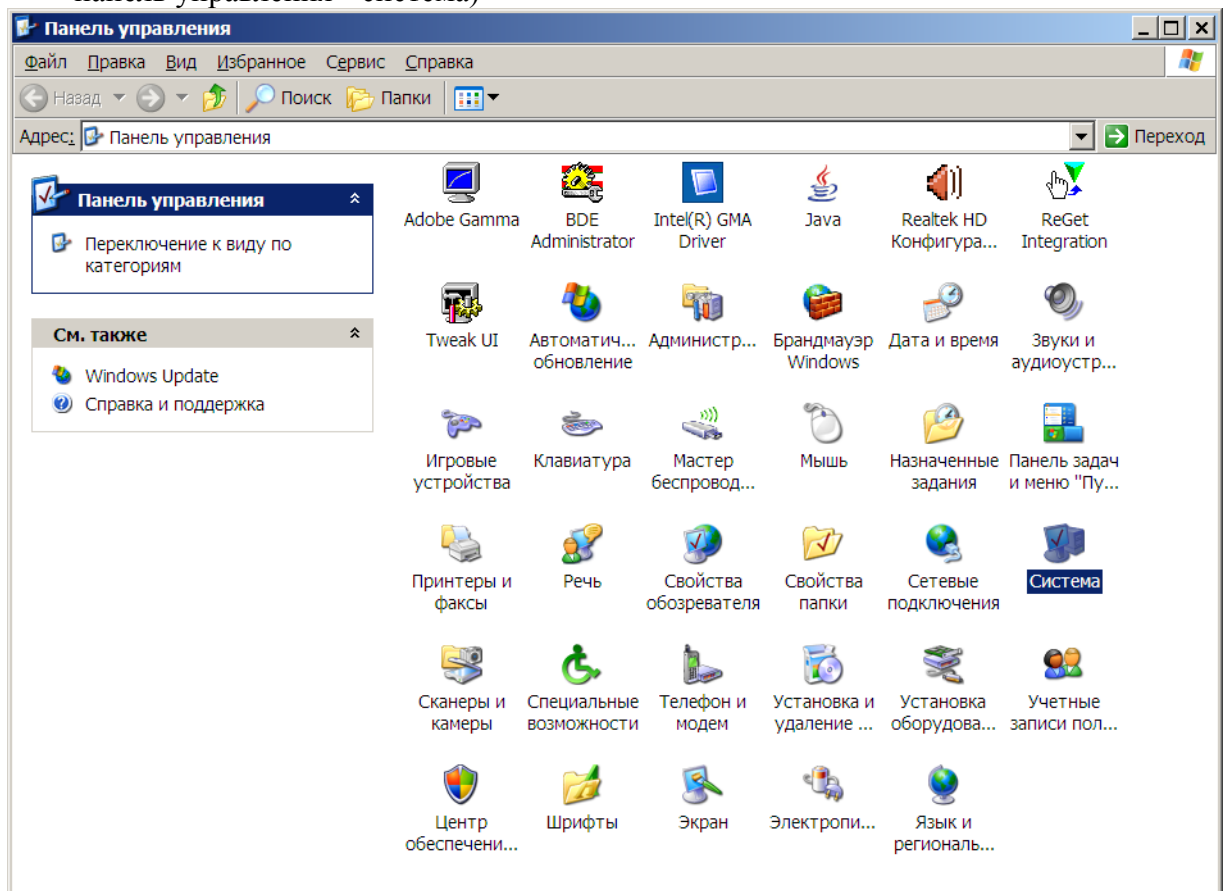 панель управления - система)
Панель управления
Файл Правка Вид Избранное Сервис Справка
Назад Поиск Папки
Адрес: Панель управления Переход
Панель управления
Переключение к виду по
категориям
См. также
Windows Update
Справка и поддержка
Adobe Gamma
BDE
Administrator
Intel(R) GMA
Driver
Java
Realtek HD
Конфигура...
ReGet
Integration
Tweak UI
Автоматич...
обновление
Администр...
Брандмауэр
Windows
Дата и время
Звуки и
аудиоустр...
Игровые
устройства
Клавиатура
Мастер
беспровод...
Мышь
Назначенные
задания
Панель задач
и меню "Пу...
Принтеры и
факсы
Речь
Свойства
обозревателя
Свойства
папки
Сетевые
подключения
Система
Сканеры и
камеры
Специальные
возможности
Телефон и
модем
Установка и
удаление ...
Установка
оборудова...
Учетные
записи пол...
Центр
обеспечени...
Шрифты
Экран
Электропи...
Язык и
региональ...